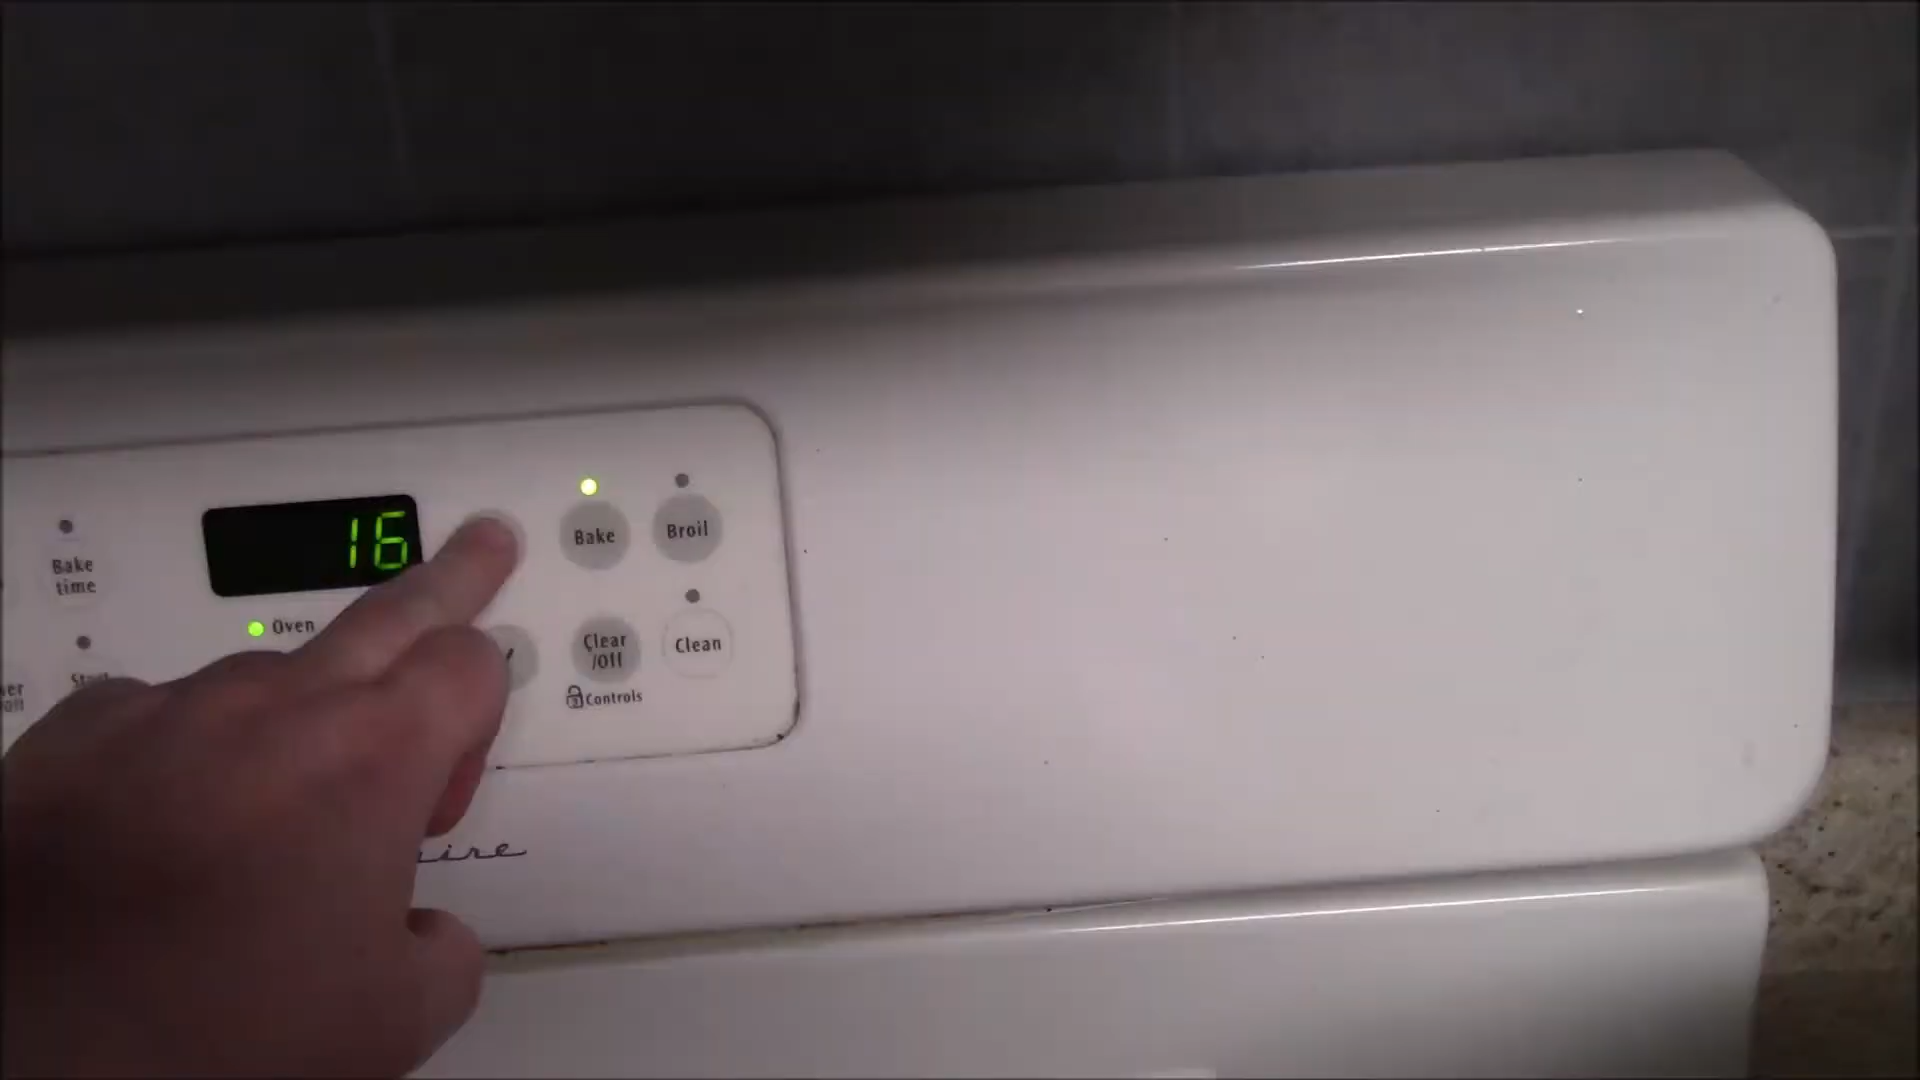 16
Bake
Broil
Bake
time
Oven
Clear
/Off
Clean
Controls